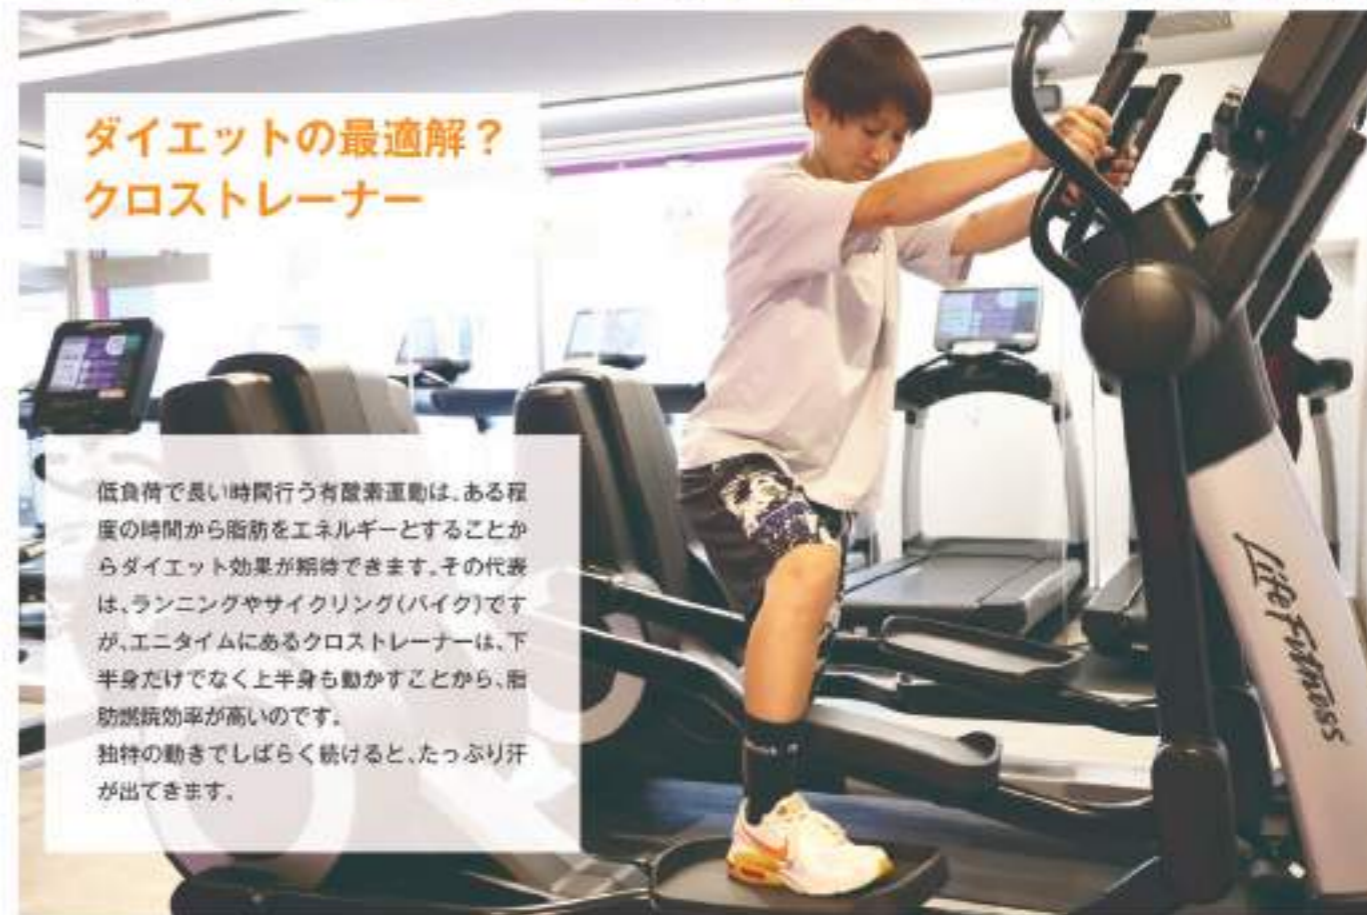 ダイエットの最適解？
クロストレーナー
低負荷で長い時間行う有酸素運動は、ある程
度の時間から脂肪をエネルギーとすることか
らダイエット効果が期待できます。その代表
は、ランニングやサイクリング（バイク）です
が、エニタイムにあるクロストレーナーは、下
半身だけでなく上半身も動かすことから、脂
肪燃焼効率が高いのです。
独特の動きでしばらく続けると、たっぷり汗
が出てきます。
Life Fitness